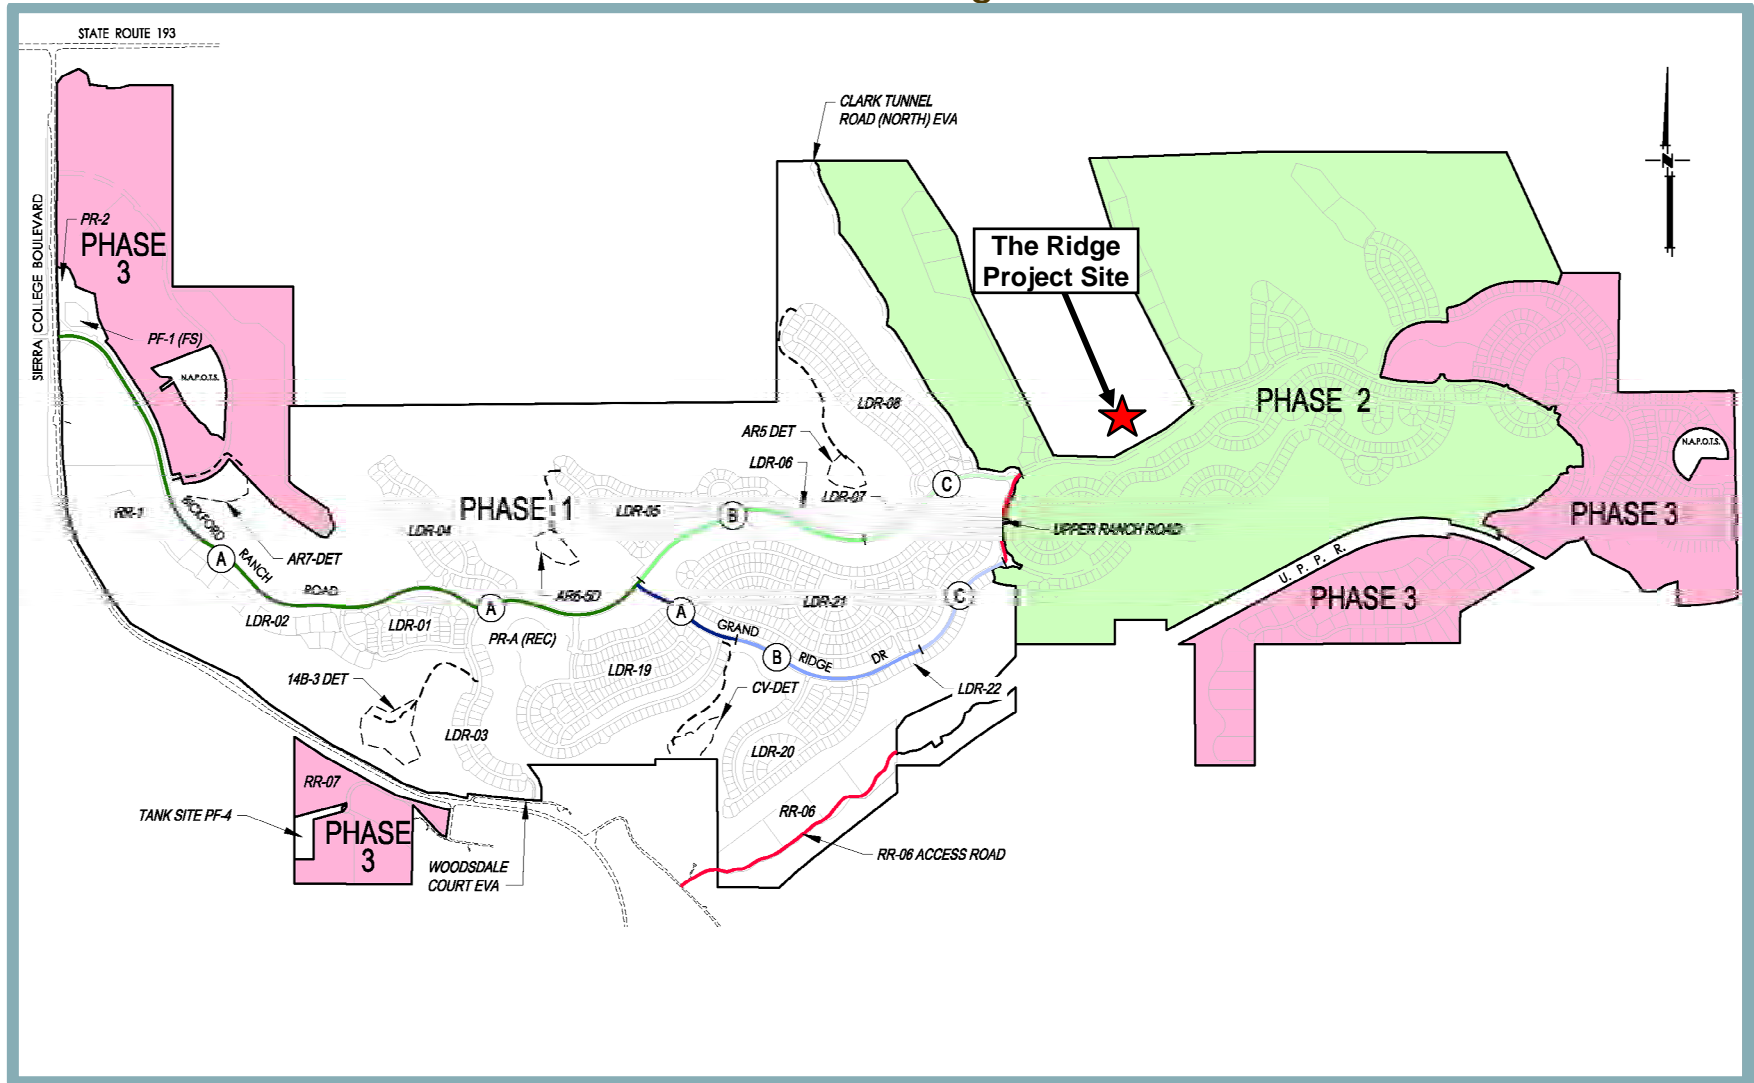 STATE ROUTE 193
SIERRA COLLEGE BOULEVARD
PR-2
PHASE
3
PF-1 (FS)
N.A.P.O.T.S.
CLARK TUNNEL
ROAD (NORTH) EVA
The Ridge
Project Site
N
PHASE 2
LDR-08
AR5 DET
LDR-06
LDR-07
C
N.A.P.O.T.S.
PHASE 1
LDR-05
B
RR-1
LDR-04
BICKFORD
RANCH
ROAD
A
AR7-DET
UPPER RANCH ROAD
PHASE 3
U. P. P. R.
PHASE 3
AR6-5D
A
A
LDR-21
C
LDR-02
LDR-01
PR-A (REC)
GRAND
RIDGE
DR
B
LDR-19
14B-3 DET
CV-DET
LDR-22
LDR-03
LDR-20
RR-07
TANK SITE PF-4
PHASE
3
RR-06
RR-06 ACCESS ROAD
WOODSDALE
COURT EVA